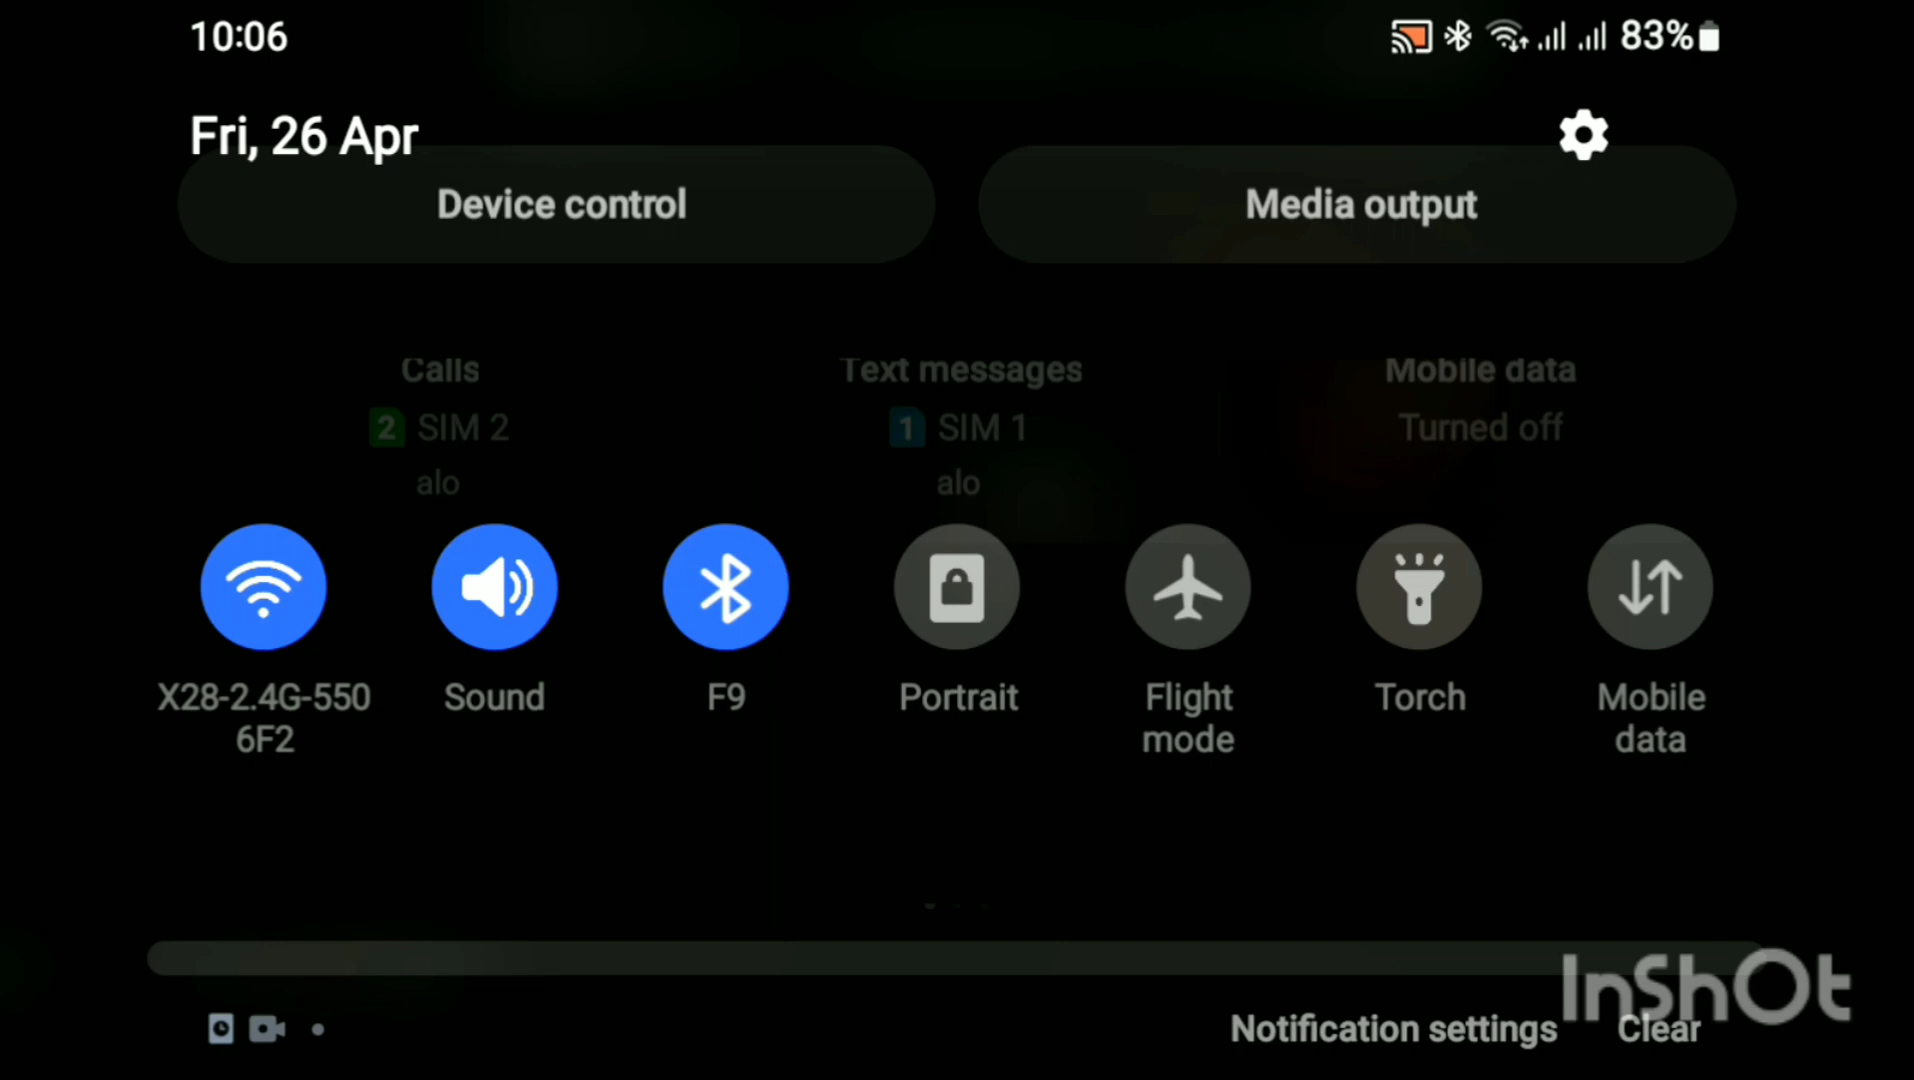 10:06
83%
Fri, 26 Apr
Device control
Media output
Calls
Text messages
Mobile data
2 SIM 2
1 SIM 1
Turned off
alo
alo
X28-2.4G-550
6F2
Sound
F9
Portrait
Flight
mode
Torch
Mobile
data
InShOt
Notification settings
Clear